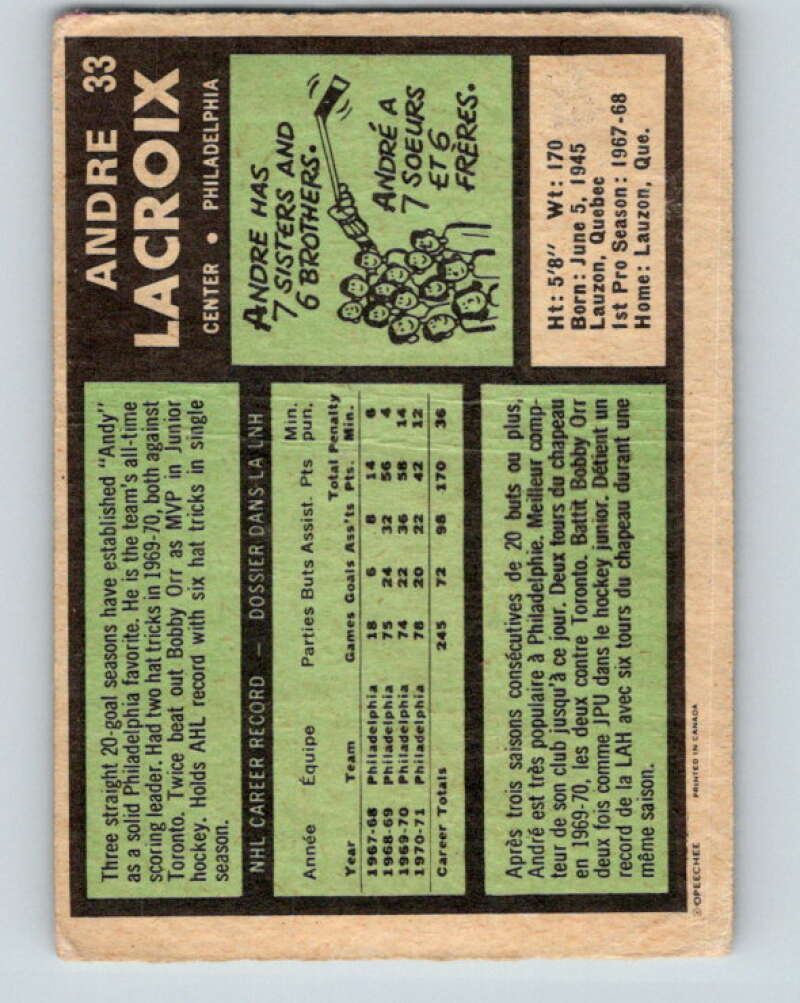 ANDRE 33
LACROIX
CENTER • PHILADELPHIA
Three straight 20-goal seasons have established "Andy"
as a solid Philadelphia favorite. He is the team's all-time
scoring leader. Had two hat tricks in 1969-70, both against
Toronto. Twice beat out Bobby Orr as MVP in Junior
hockey. Holds AHL record with six hat tricks in single
season.
ANDRE HAS
7 SISTERS AND
6 BROTHERS.
ANDRÉ A
7 SOEURS
ET 6
FRÈRES.
NHL CAREER RECORD — DOSSIER DANS LA LNH
Année Équipe Parties Buts Assist. Pts Min. pun.
Year Team Games Goals Ass'ts Total Pts. Penalty Min.
1967-68 Philadelphia 18 6 8 14 6
1968-69 Philadelphia 75 24 32 56 4
1969-70 Philadelphia 74 22 36 58 14
1970-71 Philadelphia 78 20 22 42 12
Career Totals 245 72 98 170 36
Ht: 5'8" Wt: 170
Born: June 5, 1945
Lauzon, Quebec
1st Pro Season: 1967-68
Home: Lauzon, Que.
Après trois saisons consécutives de 20 buts ou plus,
André est très populaire à Philadelphie. Meilleur comp-
teur de son club jusqu'à ce jour. Deux tours du chapeau
en 1969-70, les deux contre Toronto. Battit Bobby Orr
deux fois comme JPU dans le hockey junior. Détient un
record de la LAH avec six tours du chapeau durant une
même saison.
©OPEECHEE PRINTED IN CANADA